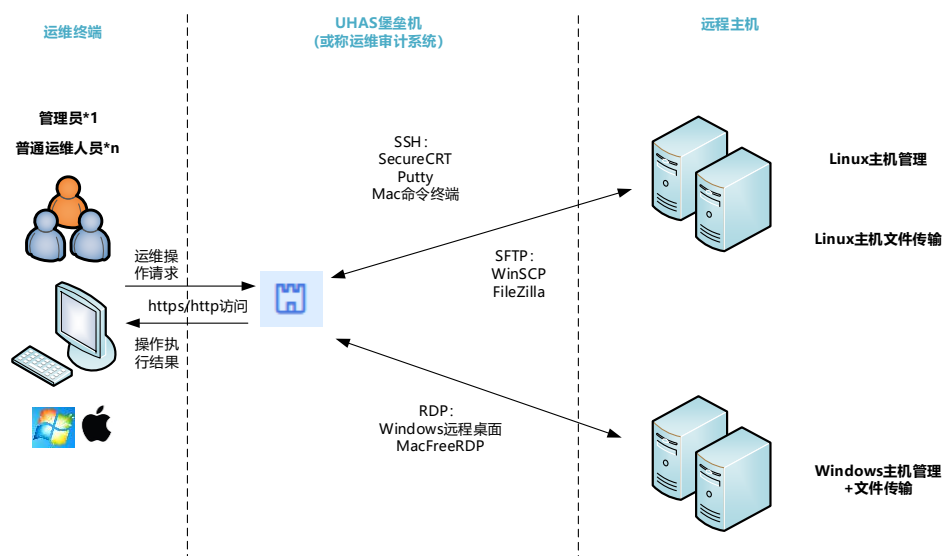 运维终端
UHAS堡垒机
(或称运维审计系统)
远程主机
管理员*1
普通运维人员*n
SSH:
SecureCRT
Putty
Mac命令终端
Linux主机管理
Linux主机文件传输
运维操
作请求
SFTP:
WinSCP
FileZilla
https/http访问
操作执
行结果
RDP:
Windows远程桌面
MacFreeRDP
Windows主机管理
+文件传输